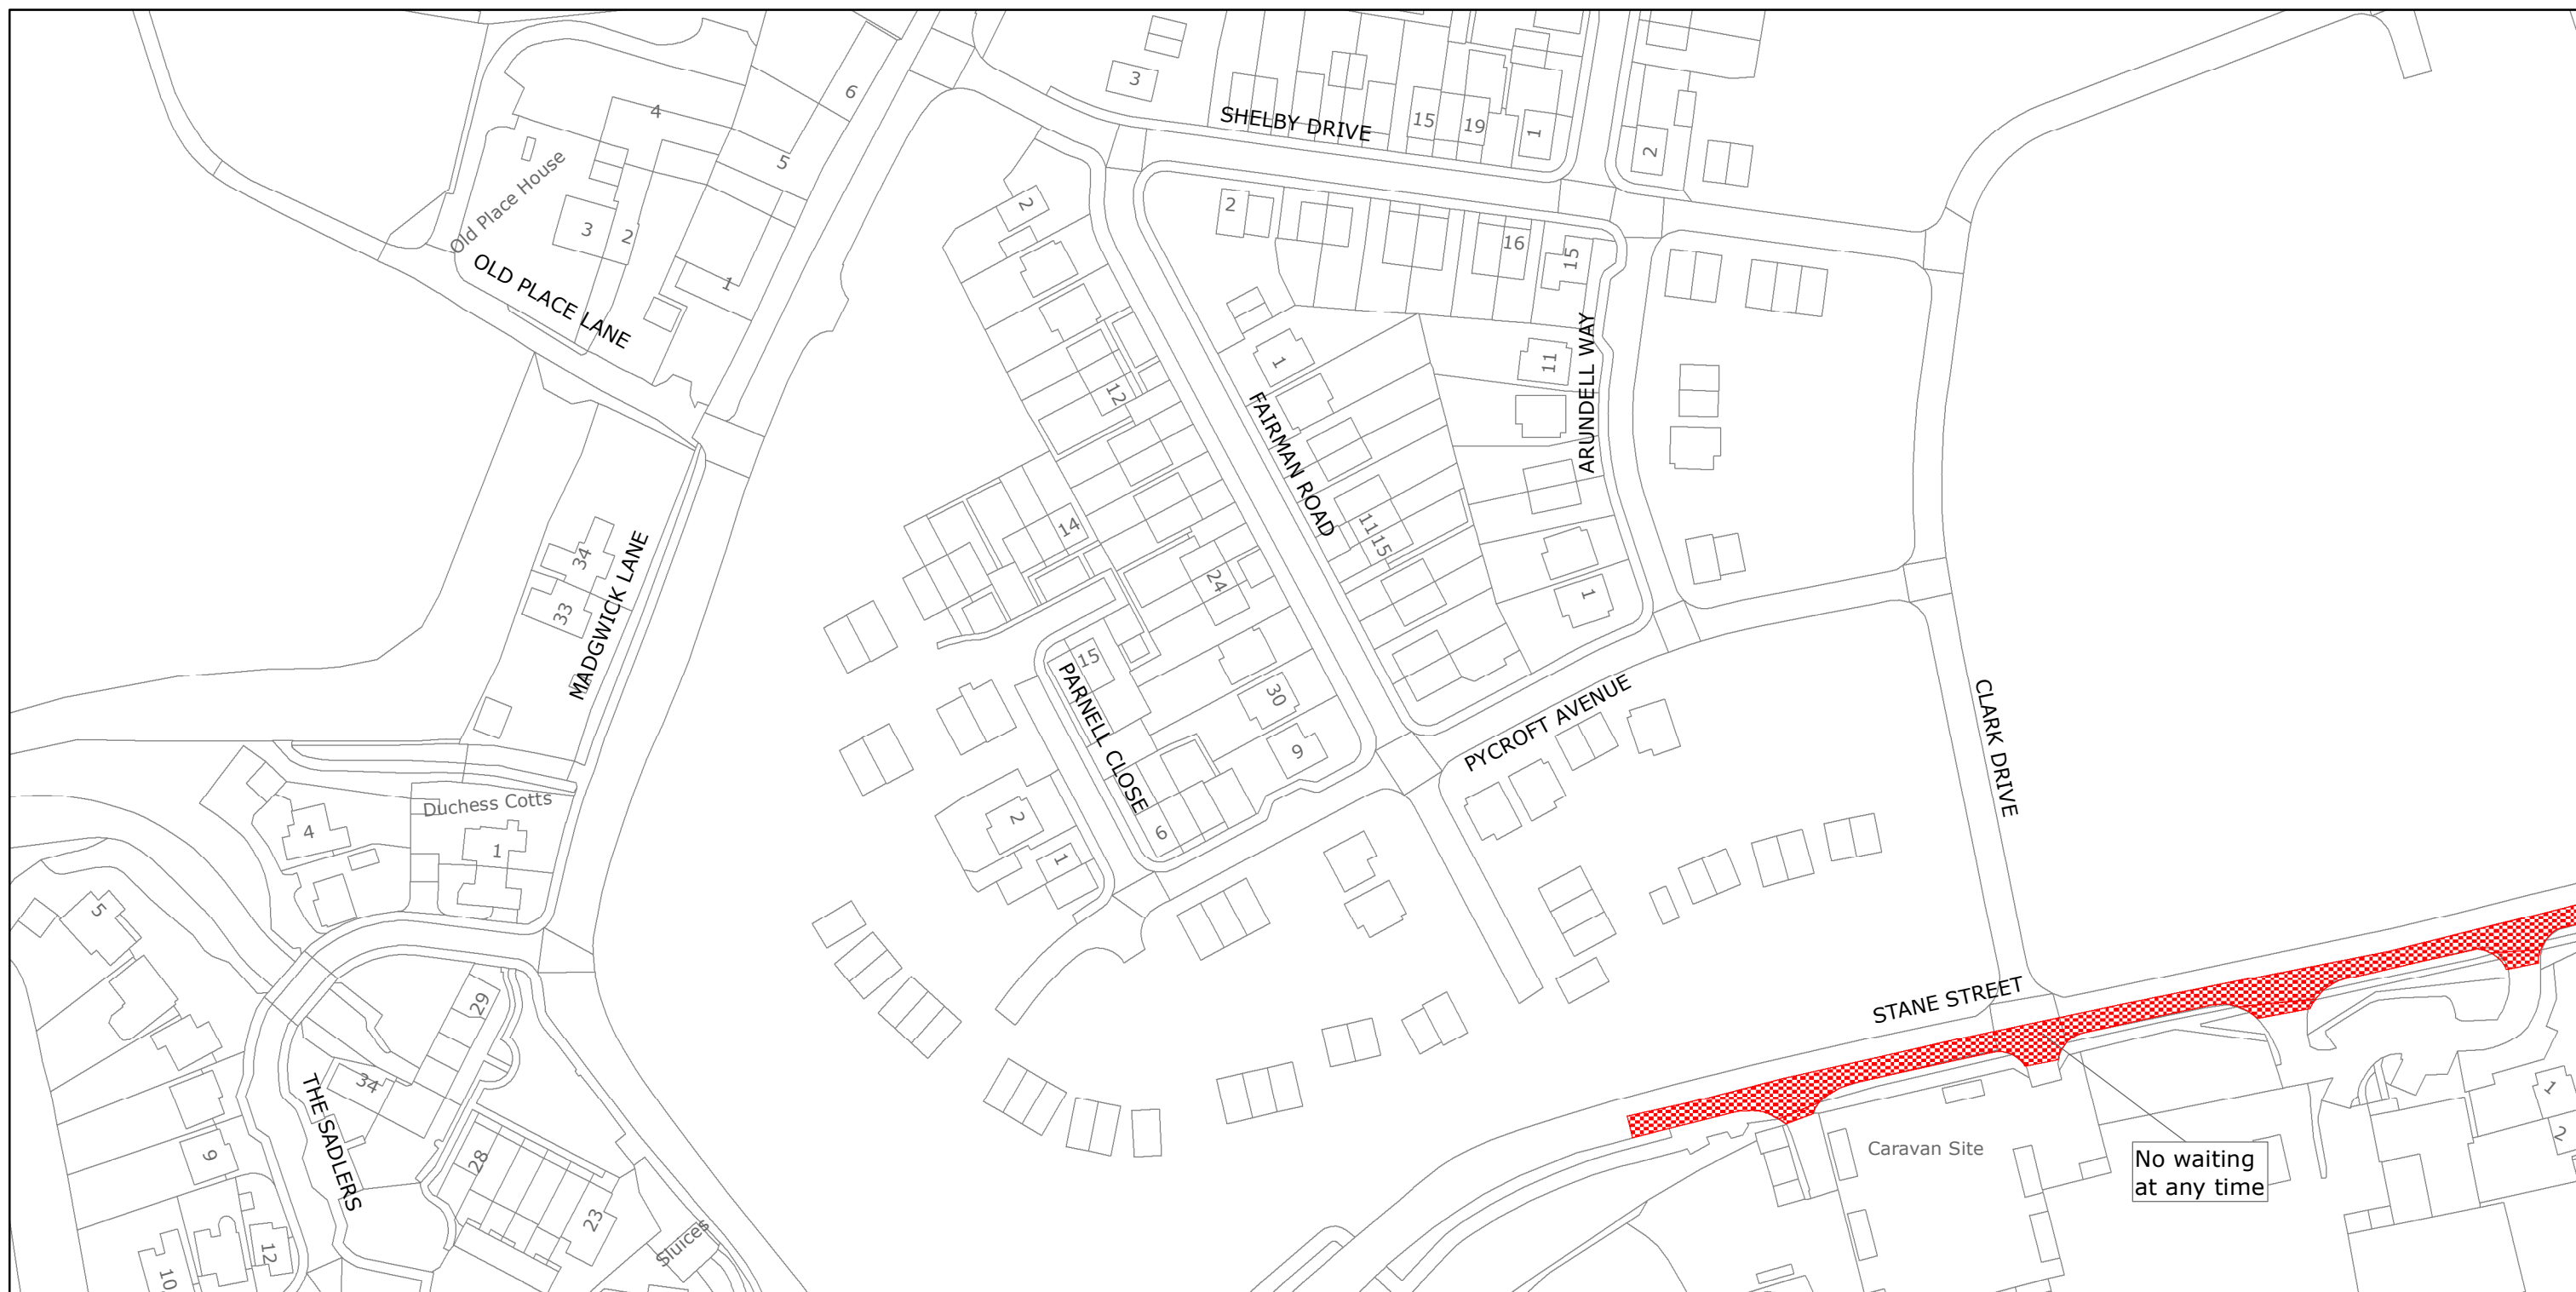 6
3
SHELBY DRIVE
15
19
1
2
4
5
Old Place House
3
2
1
OLD PLACE LANE
2
2
16
15
1
11
ARUNDELL WAY
12
FAIRMAN ROAD
14
11
15
34
33
MADGWICK LANE
24
1
15
PARNELL CLOSE
30
9
PYCROFT AVENUE
CLARK DRIVE
Duchess Cotts
4
1
2
6
1
5
29
STANE STREET
34
THE SADLERS
9
28
23
Sluices
12
10
Caravan Site
No waiting
at any time
1
2